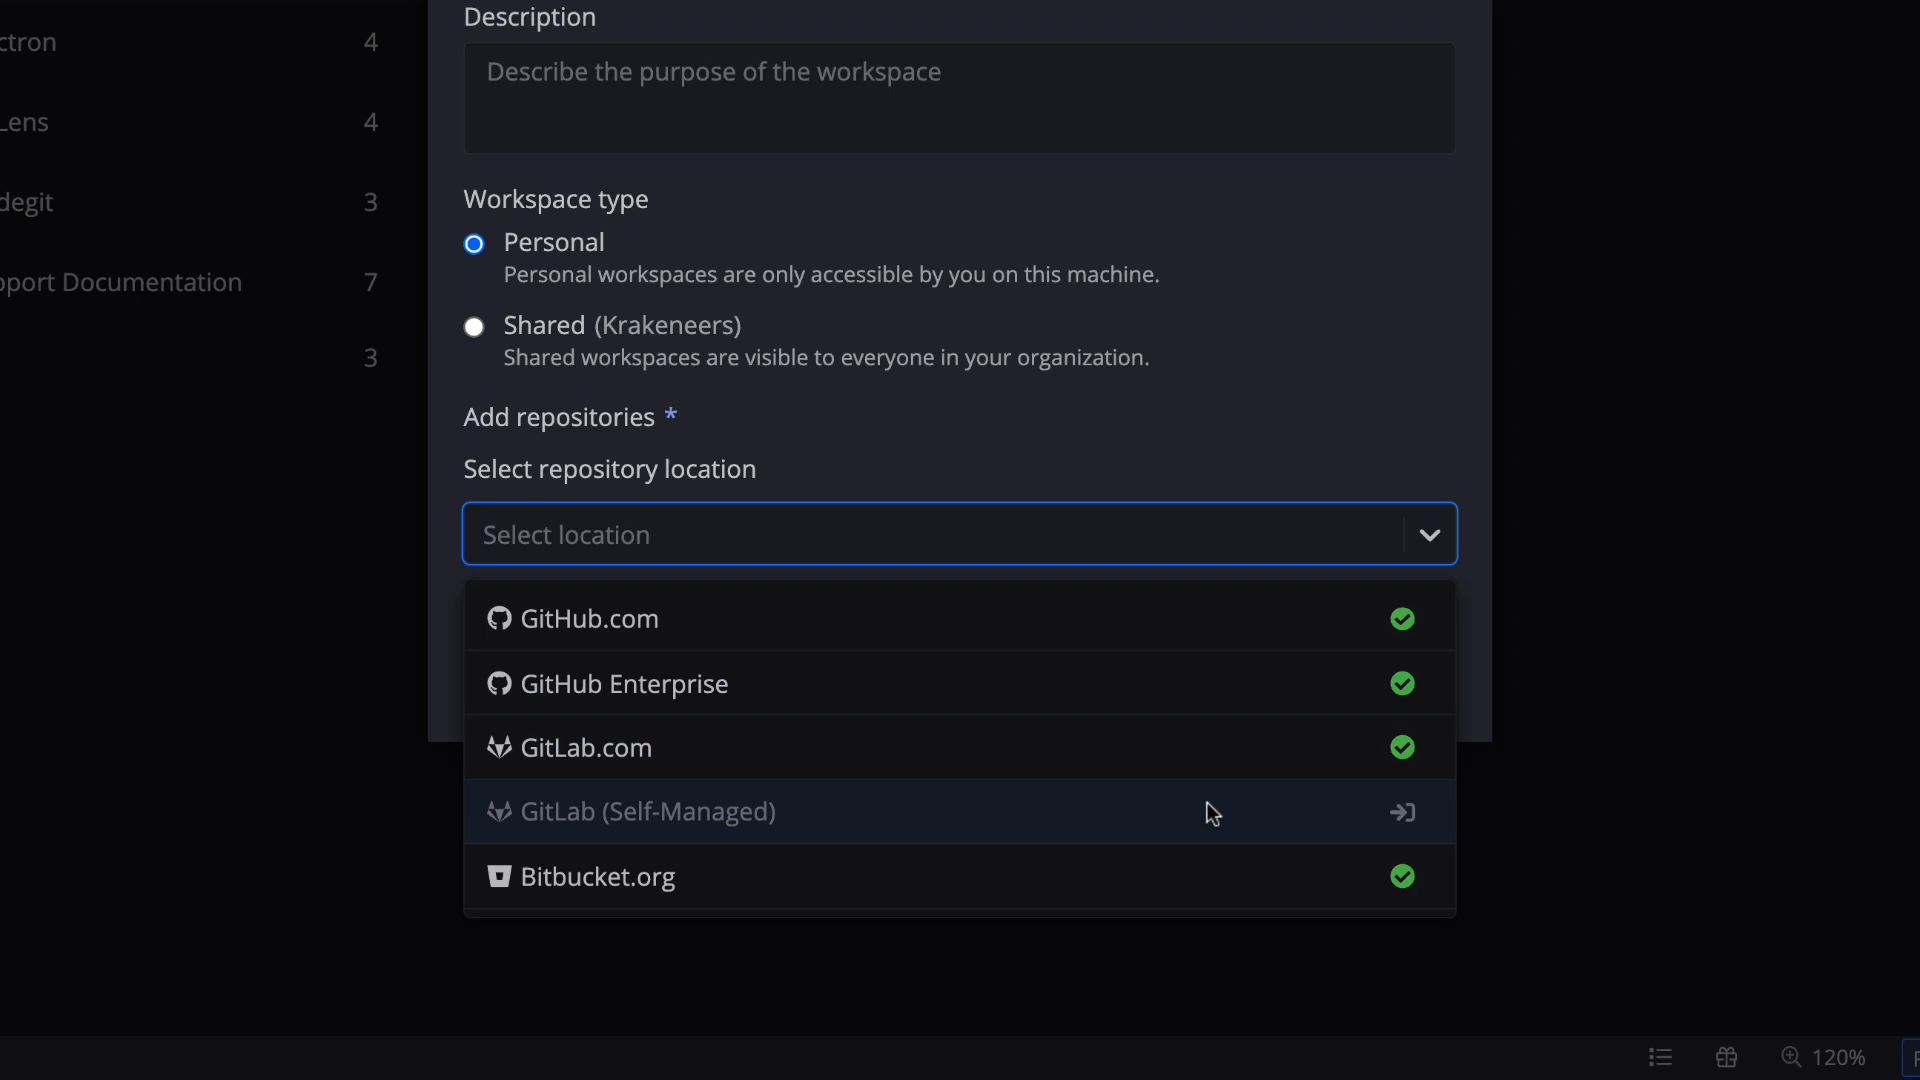 ctron 4
Lens 4
degit 3
pport Documentation 7
3
Description
Describe the purpose of the workspace
Workspace type
Personal
Personal workspaces are only accessible by you on this machine.
Shared (Krakeneers)
Shared workspaces are visible to everyone in your organization.
Add repositories *
Select repository location
Select location
GitHub.com
GitHub Enterprise
GitLab.com
GitLab (Self-Managed)
Bitbucket.org
120%